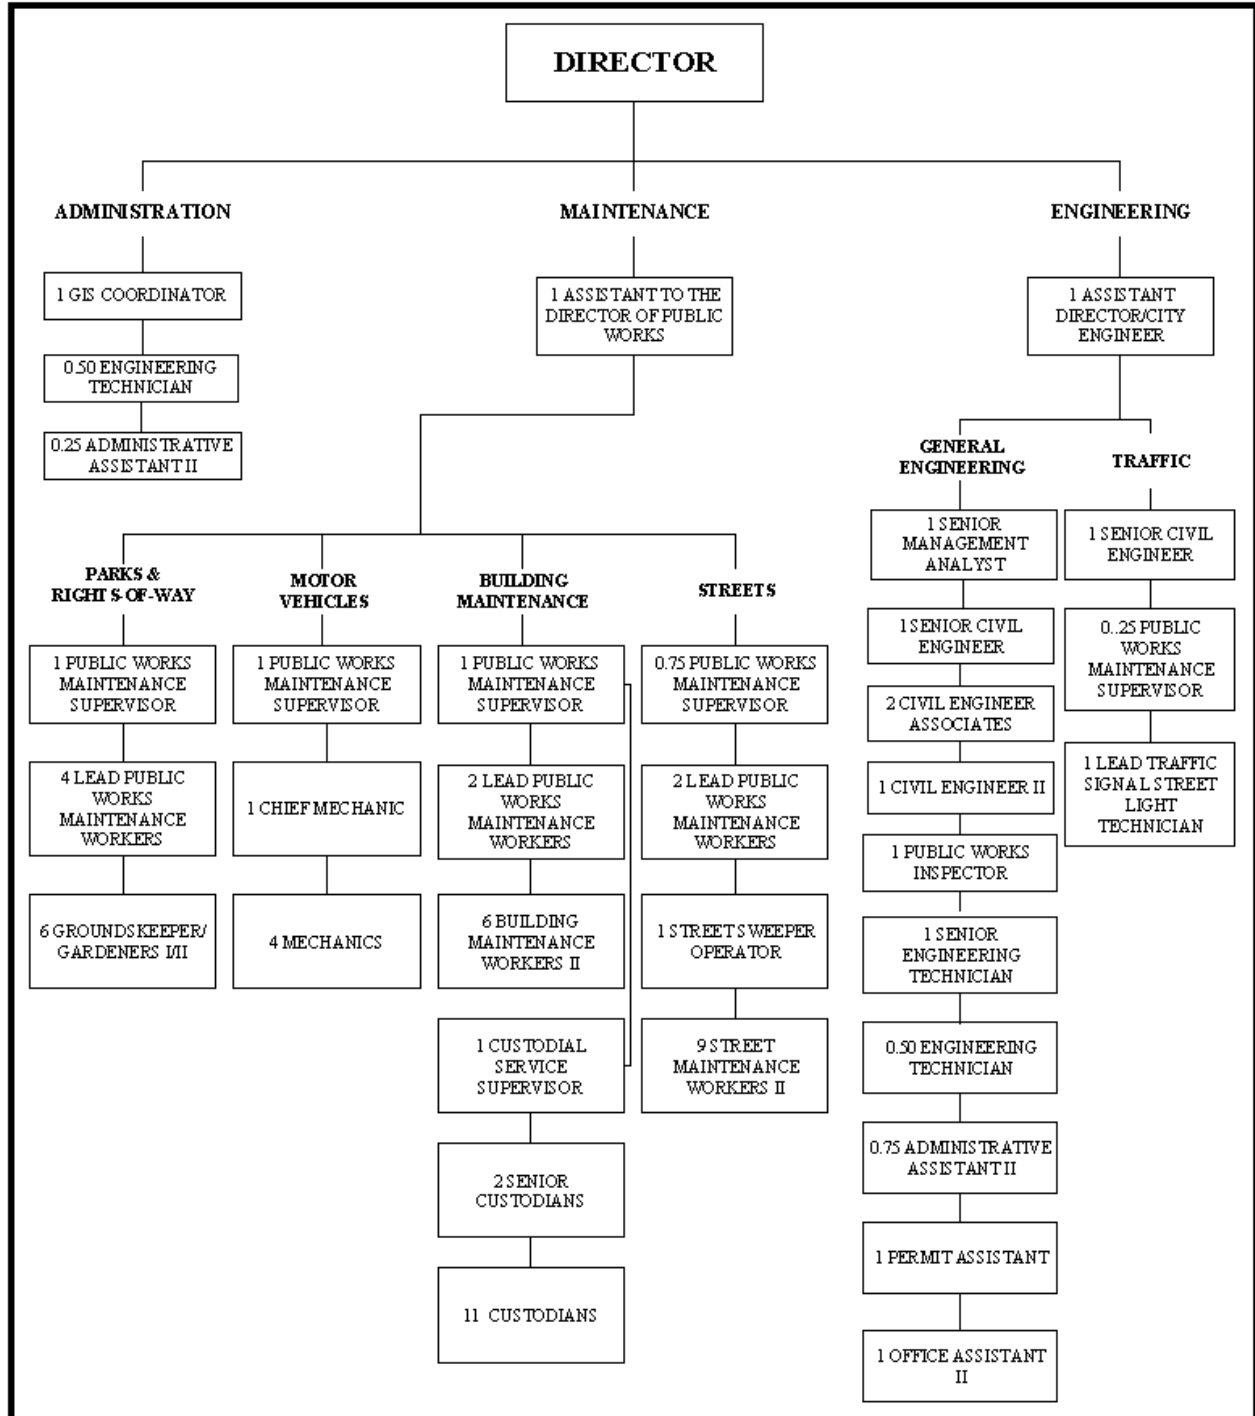 DIRECTOR
ADMINISTRATION
1 GIS COORDINATOR
0.50 ENGINEERING
TECHNICIAN
0.25 ADMINISTRATIVE
ASSISTANT II
MAINTENANCE
1 ASSISTANT TO THE
DIRECTOR OF PUBLIC
WORKS
PARKS &
RIGHTS-OF-WAY
1 PUBLIC WORKS
MAINTENANCE
SUPERVISOR
4 LEAD PUBLIC
WORKS
MAINTENANCE
WORKERS
6 GROUNDSKEEPER/
GARDENERS I/II
MOTOR
VEHICLES
1 PUBLIC WORKS
MAINTENANCE
SUPERVISOR
1 CHIEF MECHANIC
4 MECHANICS
BUILDING
MAINTENANCE
1 PUBLIC WORKS
MAINTENANCE
SUPERVISOR
2 LEAD PUBLIC
WORKS
MAINTENANCE
WORKERS
6 BUILDING
MAINTENANCE
WORKERS II
1 CUSTODIAL
SERVICE
SUPERVISOR
2 SENIOR
CUSTODIANS
11 CUSTODIANS
STREETS
0.75 PUBLIC WORKS
MAINTENANCE
SUPERVISOR
2 LEAD PUBLIC
WORKS
MAINTENANCE
WORKERS
1 STREET SWEEPER
OPERATOR
9 STREET
MAINTENANCE
WORKERS II
ENGINEERING
1 ASSISTANT
DIRECTOR/CITY
ENGINEER
GENERAL
ENGINEERING
1 SENIOR
MANAGEMENT
ANALYST
1 SENIOR CIVIL
ENGINEER
2 CIVIL ENGINEER
ASSOCIATES
1 CIVIL ENGINEER II
1 PUBLIC WORKS
INSPECTOR
1 SENIOR
ENGINEERING
TECHNICIAN
0.50 ENGINEERING
TECHNICIAN
0.75 ADMINISTRATIVE
ASSISTANT II
1 PERMIT ASSISTANT
1 OFFICE ASSISTANT
II
TRAFFIC
1 SENIOR CIVIL
ENGINEER
0..25 PUBLIC
WORKS
MAINTENANCE
SUPERVISOR
1 LEAD TRAFFIC
SIGNAL STREET
LIGHT
TECHNICIAN